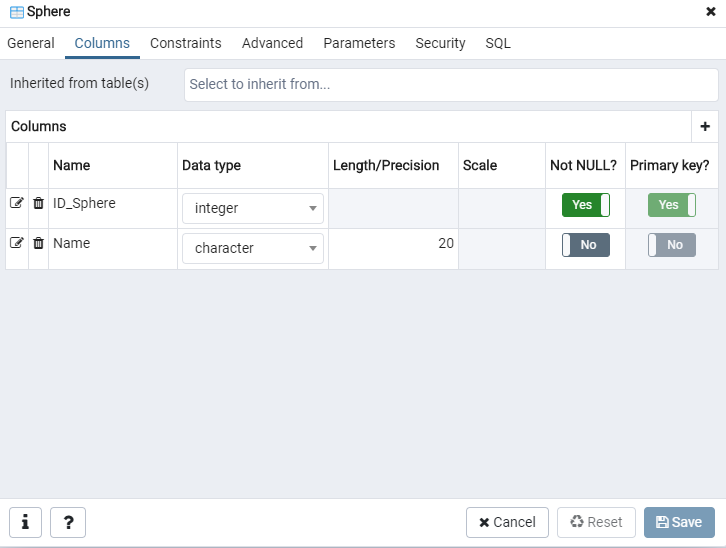 Sphere
General Columns Constraints Advanced Parameters Security SQL
Inherited from table(s) Select to inherit from...
Columns
Name Data type Length/Precision Scale Not NULL? Primary key?
ID_Sphere integer Yes Yes
Name character 20 No No
i ? Cancel Reset Save